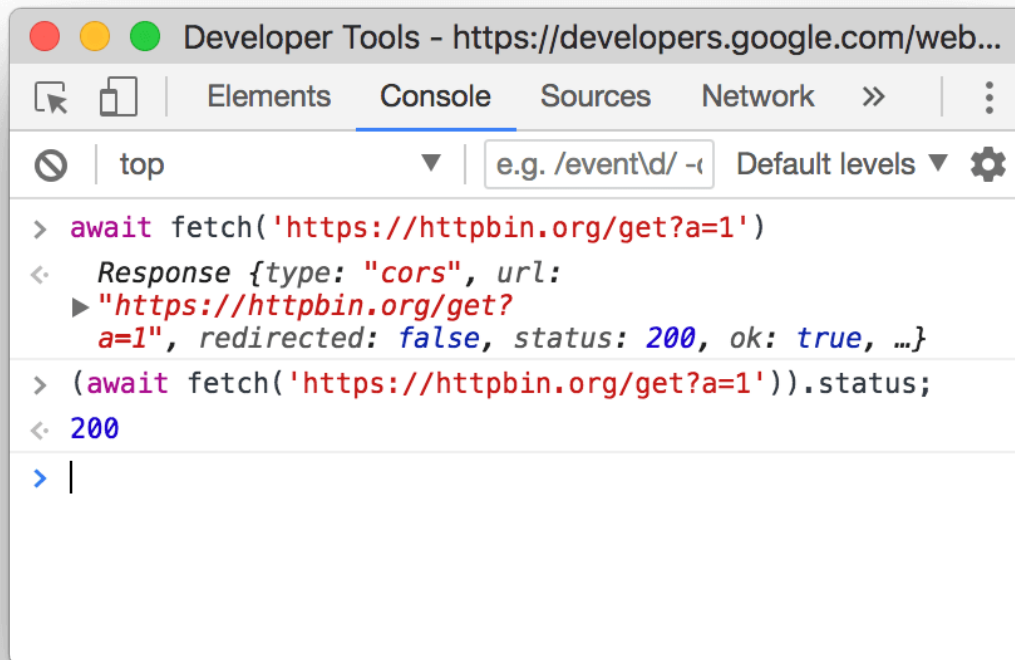 Developer Tools - https://developers.google.com/web...
Elements Console Sources Network »
top ▼ e.g. /event\d/ -c Default levels ▼
> await fetch('https://httpbin.org/get?a=1')
Response {type: "cors", url:
▶"https://httpbin.org/get?
a=1", redirected: false, status: 200, ok: true, …}
> (await fetch('https://httpbin.org/get?a=1')).status;
200
>